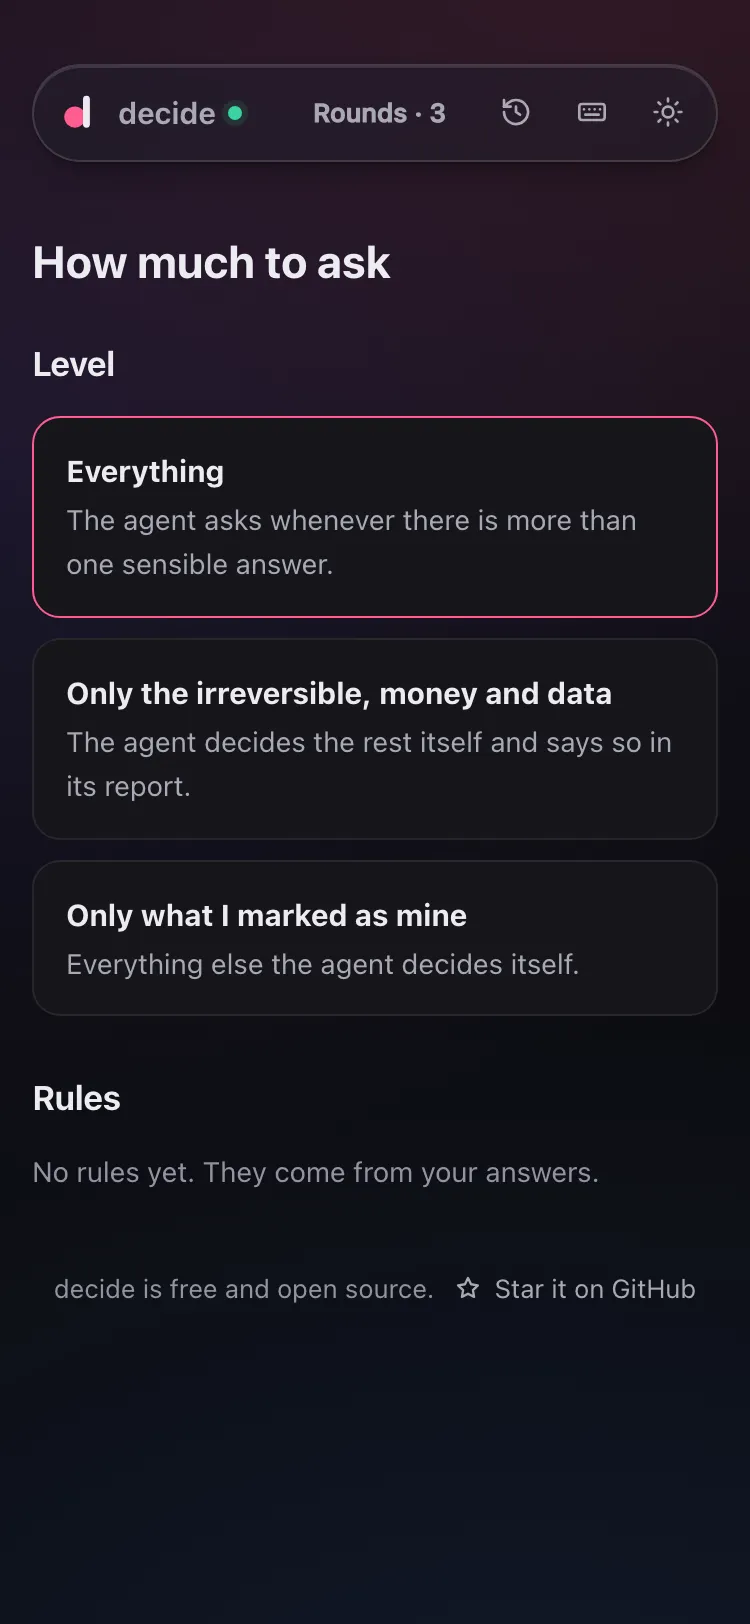 decide
Rounds · 3
How much to ask
Level
Everything
The agent asks whenever there is more than
one sensible answer.
Only the irreversible, money and data
The agent decides the rest itself and says so in
its report.
Only what I marked as mine
Everything else the agent decides itself.
Rules
No rules yet. They come from your answers.
decide is free and open source. Star it on GitHub